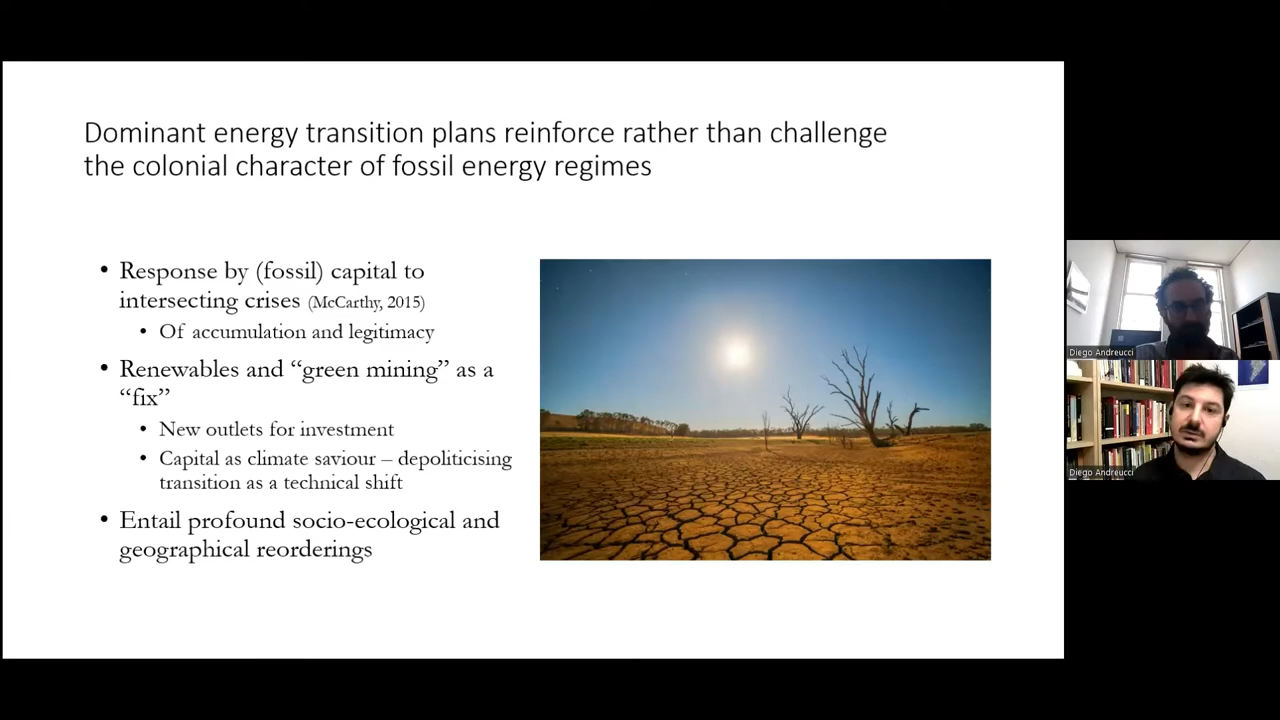 Dominant energy transition plans reinforce rather than challenge
the colonial character of fossil energy regimes
• Response by (fossil) capital to
intersecting crises (McCarthy, 2015)
• Of accumulation and legitimacy
• Renewables and “green mining” as a
“fix”
• New outlets for investment
• Capital as climate saviour – depoliticising
transition as a technical shift
• Entail profound socio-ecological and
geographical reorderings
Diego Andreucci
Diego Andreucci